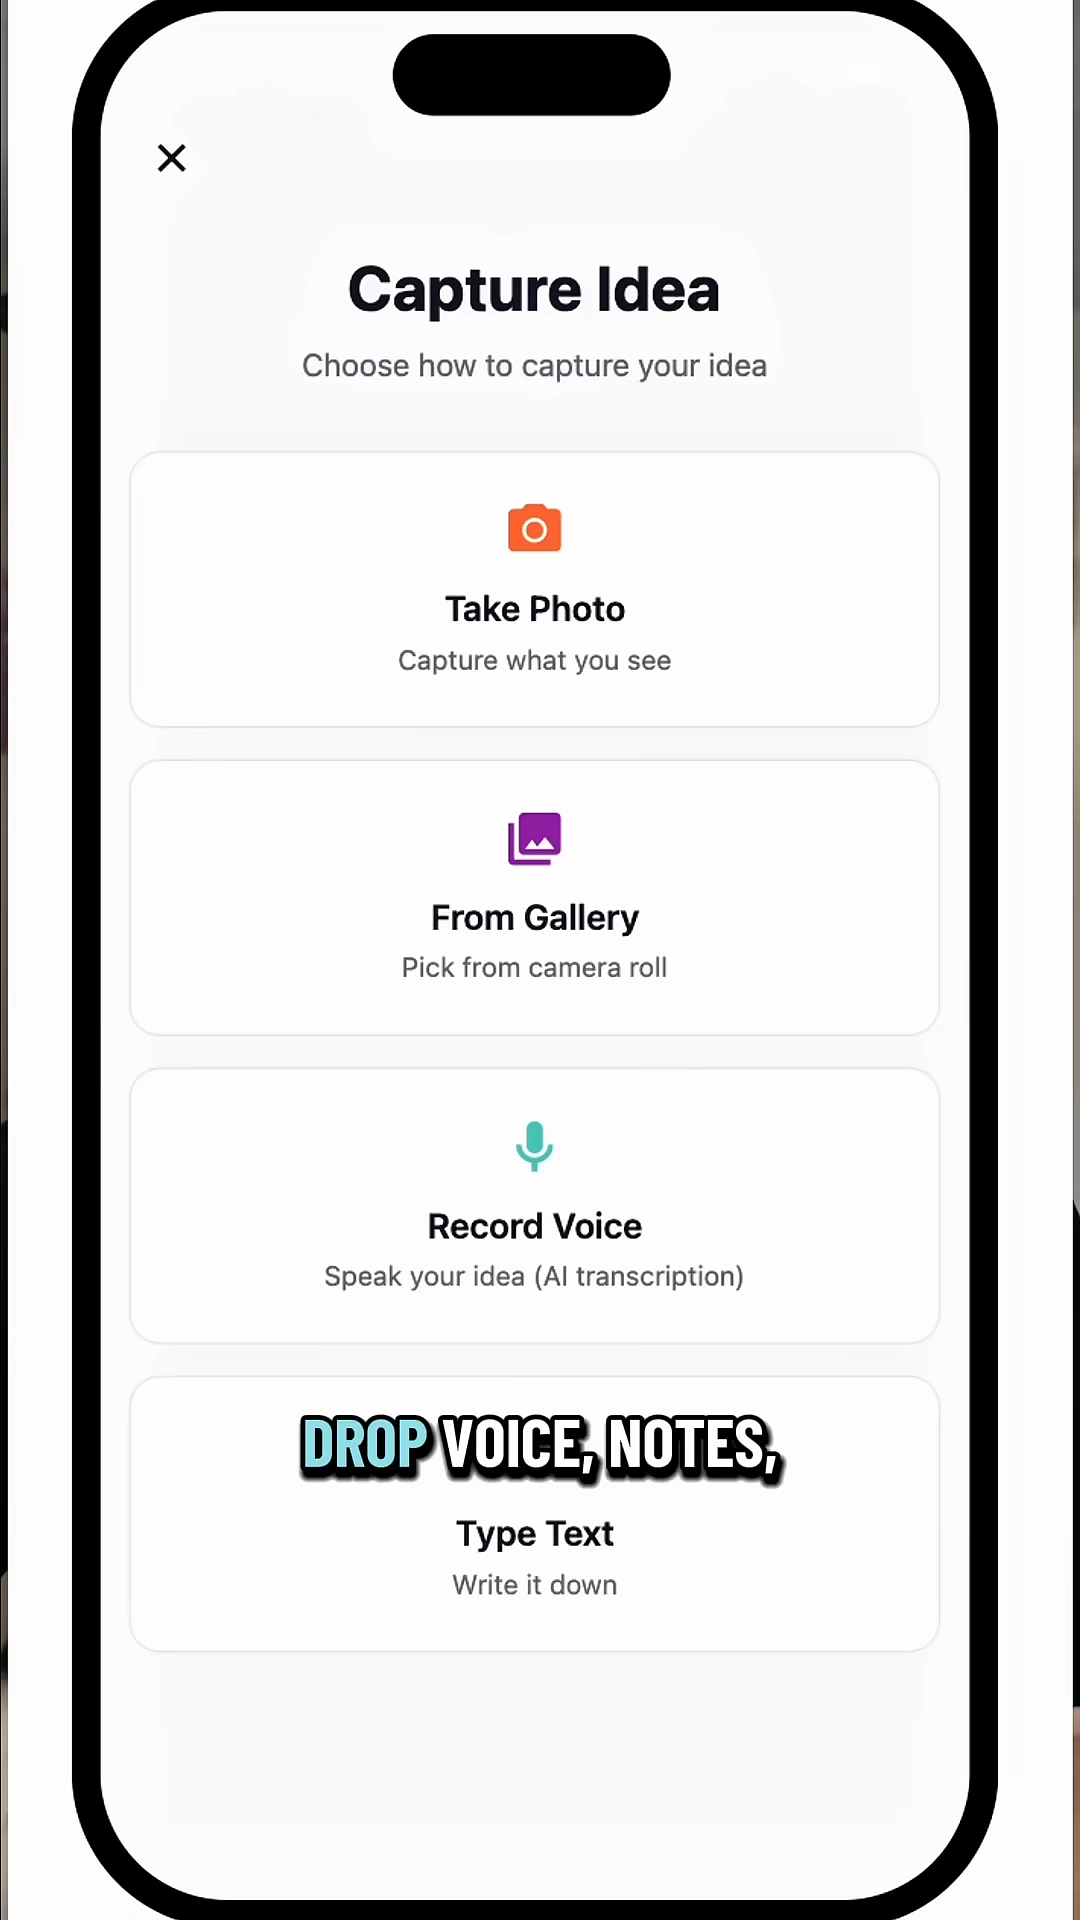 Capture Idea
Choose how to capture your idea
Take Photo
Capture what you see
From Gallery
Pick from camera roll
Record Voice
Speak your idea (AI transcription)
DROP VOICE, NOTES,
Type Text
Write it down